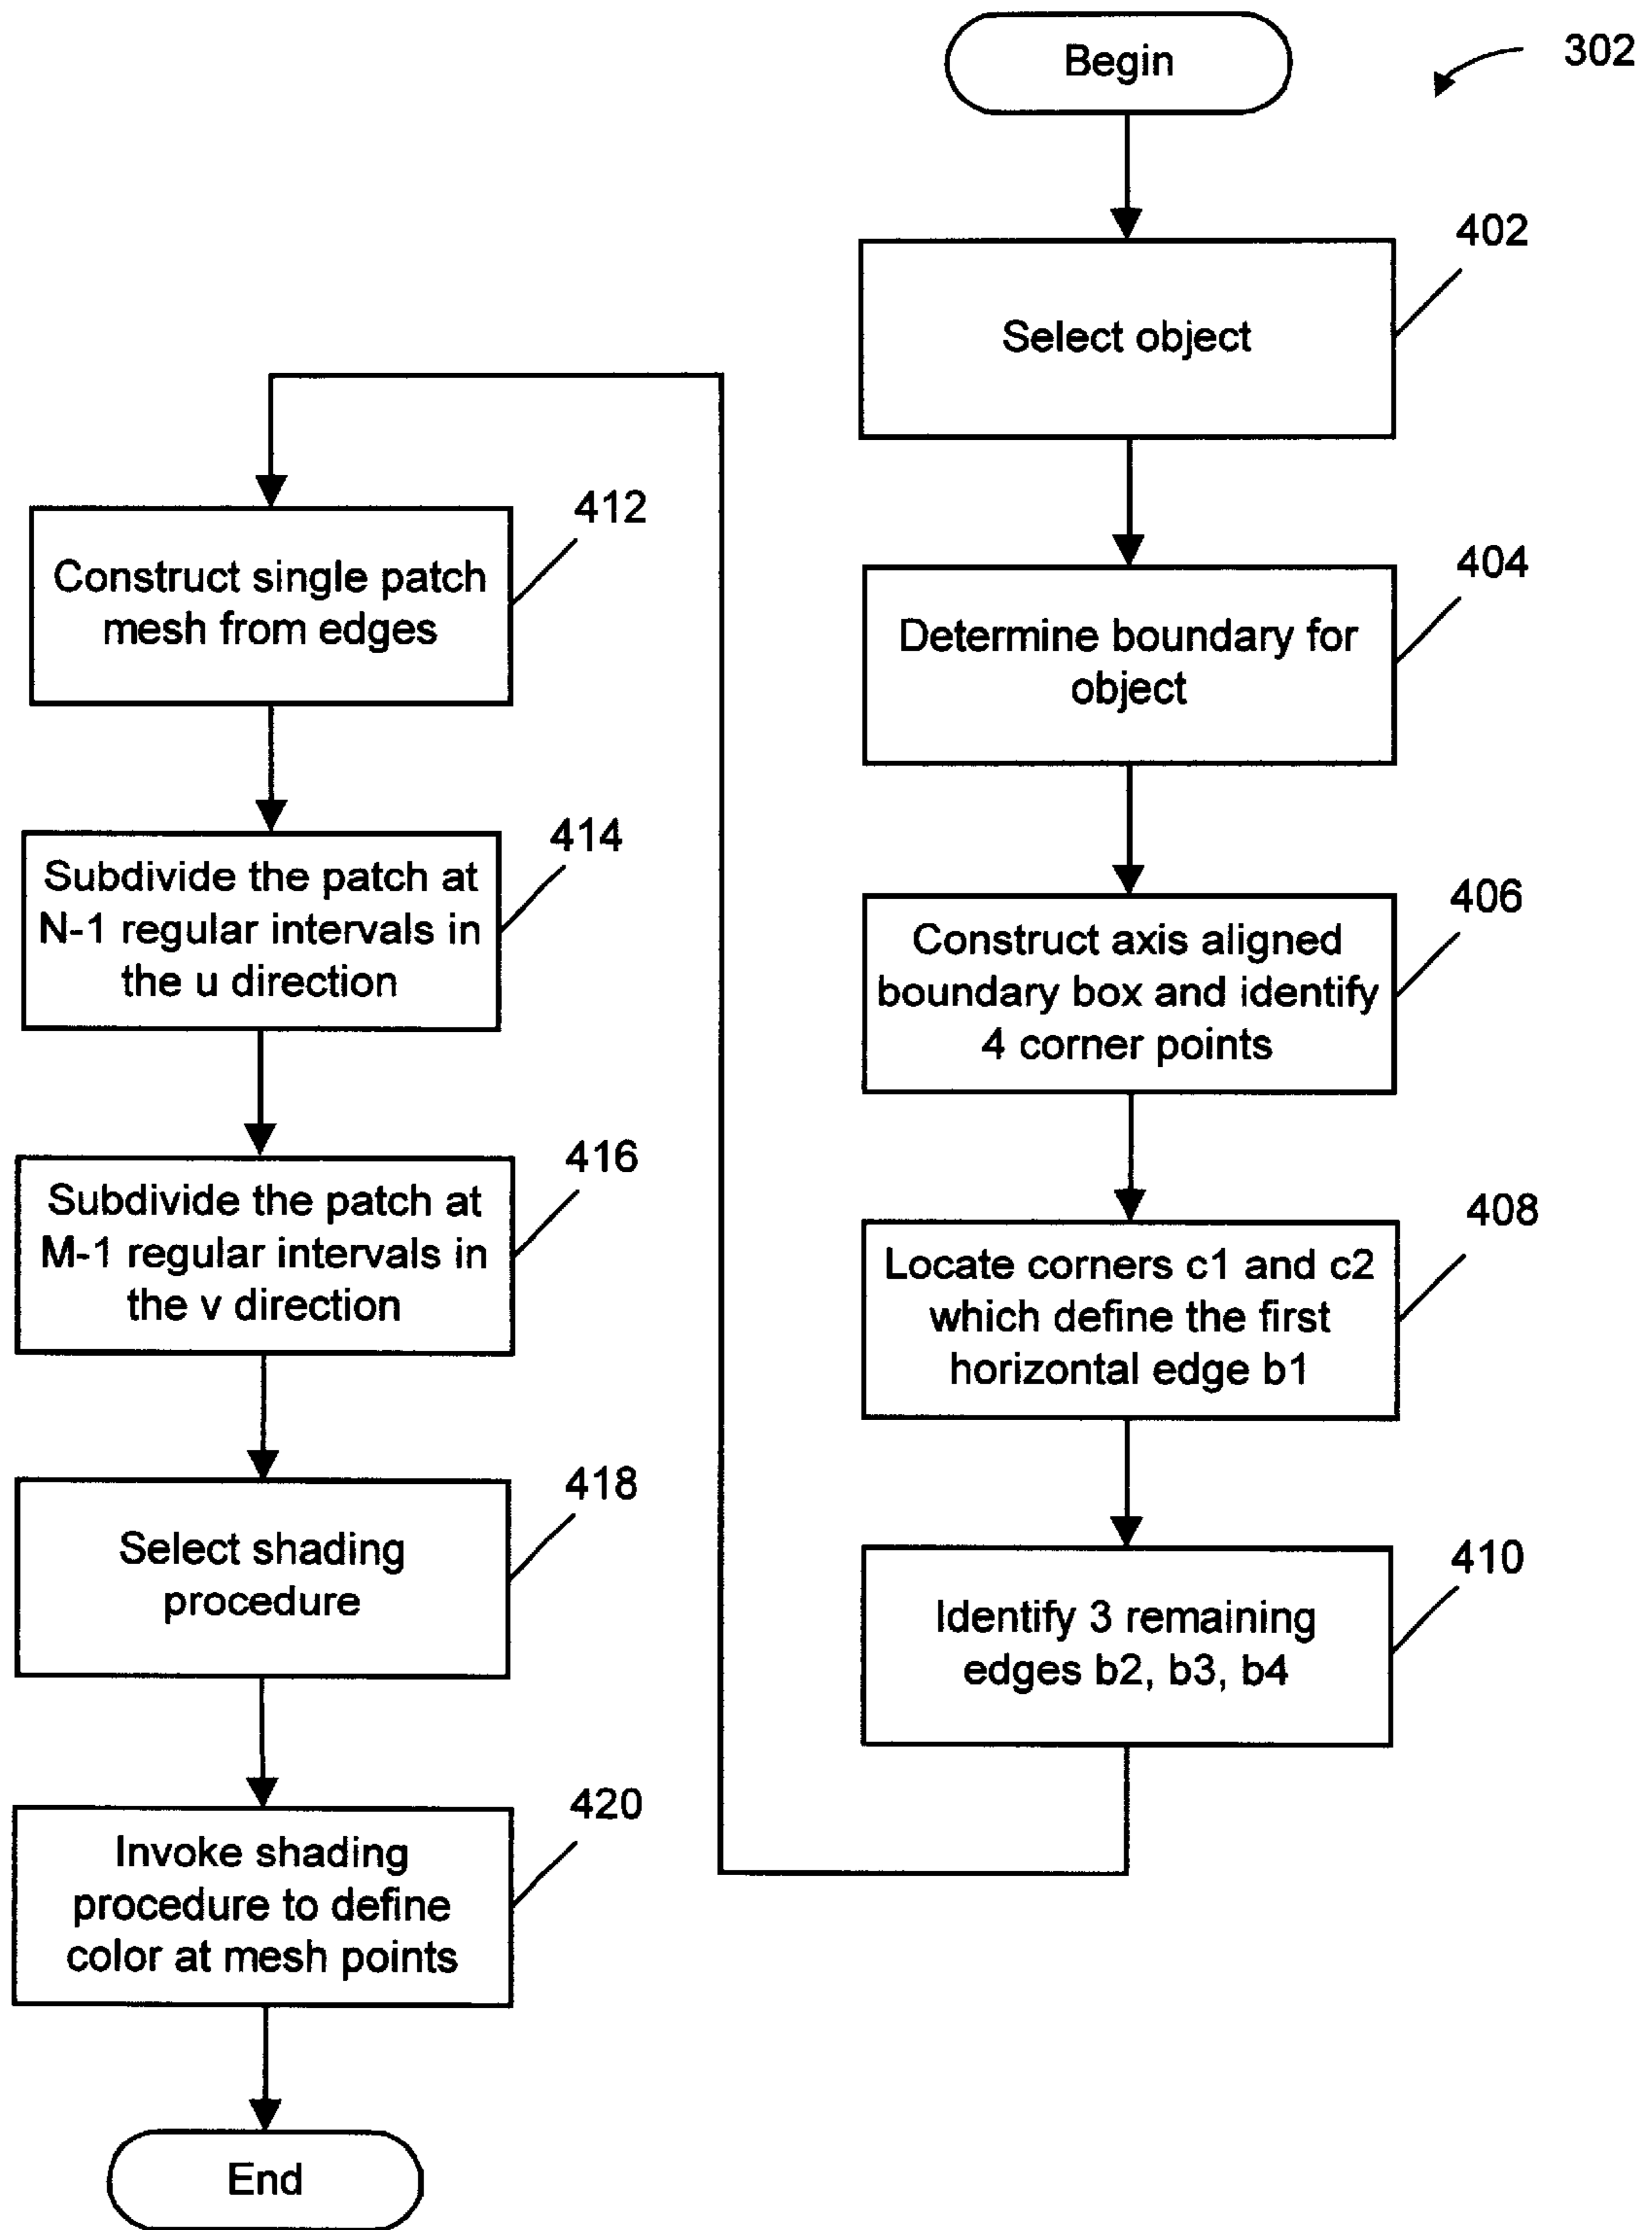 Begin
302
402
Select object
404
Determine boundary for
object
406
Construct axis aligned
boundary box and identify
4 corner points
408
Locate corners c1 and c2
which define the first
horizontal edge b1
410
Identify 3 remaining
edges b2, b3, b4
412
Construct single patch
mesh from edges
414
Subdivide the patch at
N-1 regular intervals in
the u direction
416
Subdivide the patch at
M-1 regular intervals in
the v direction
418
Select shading
procedure
420
Invoke shading
procedure to define
color at mesh points
End